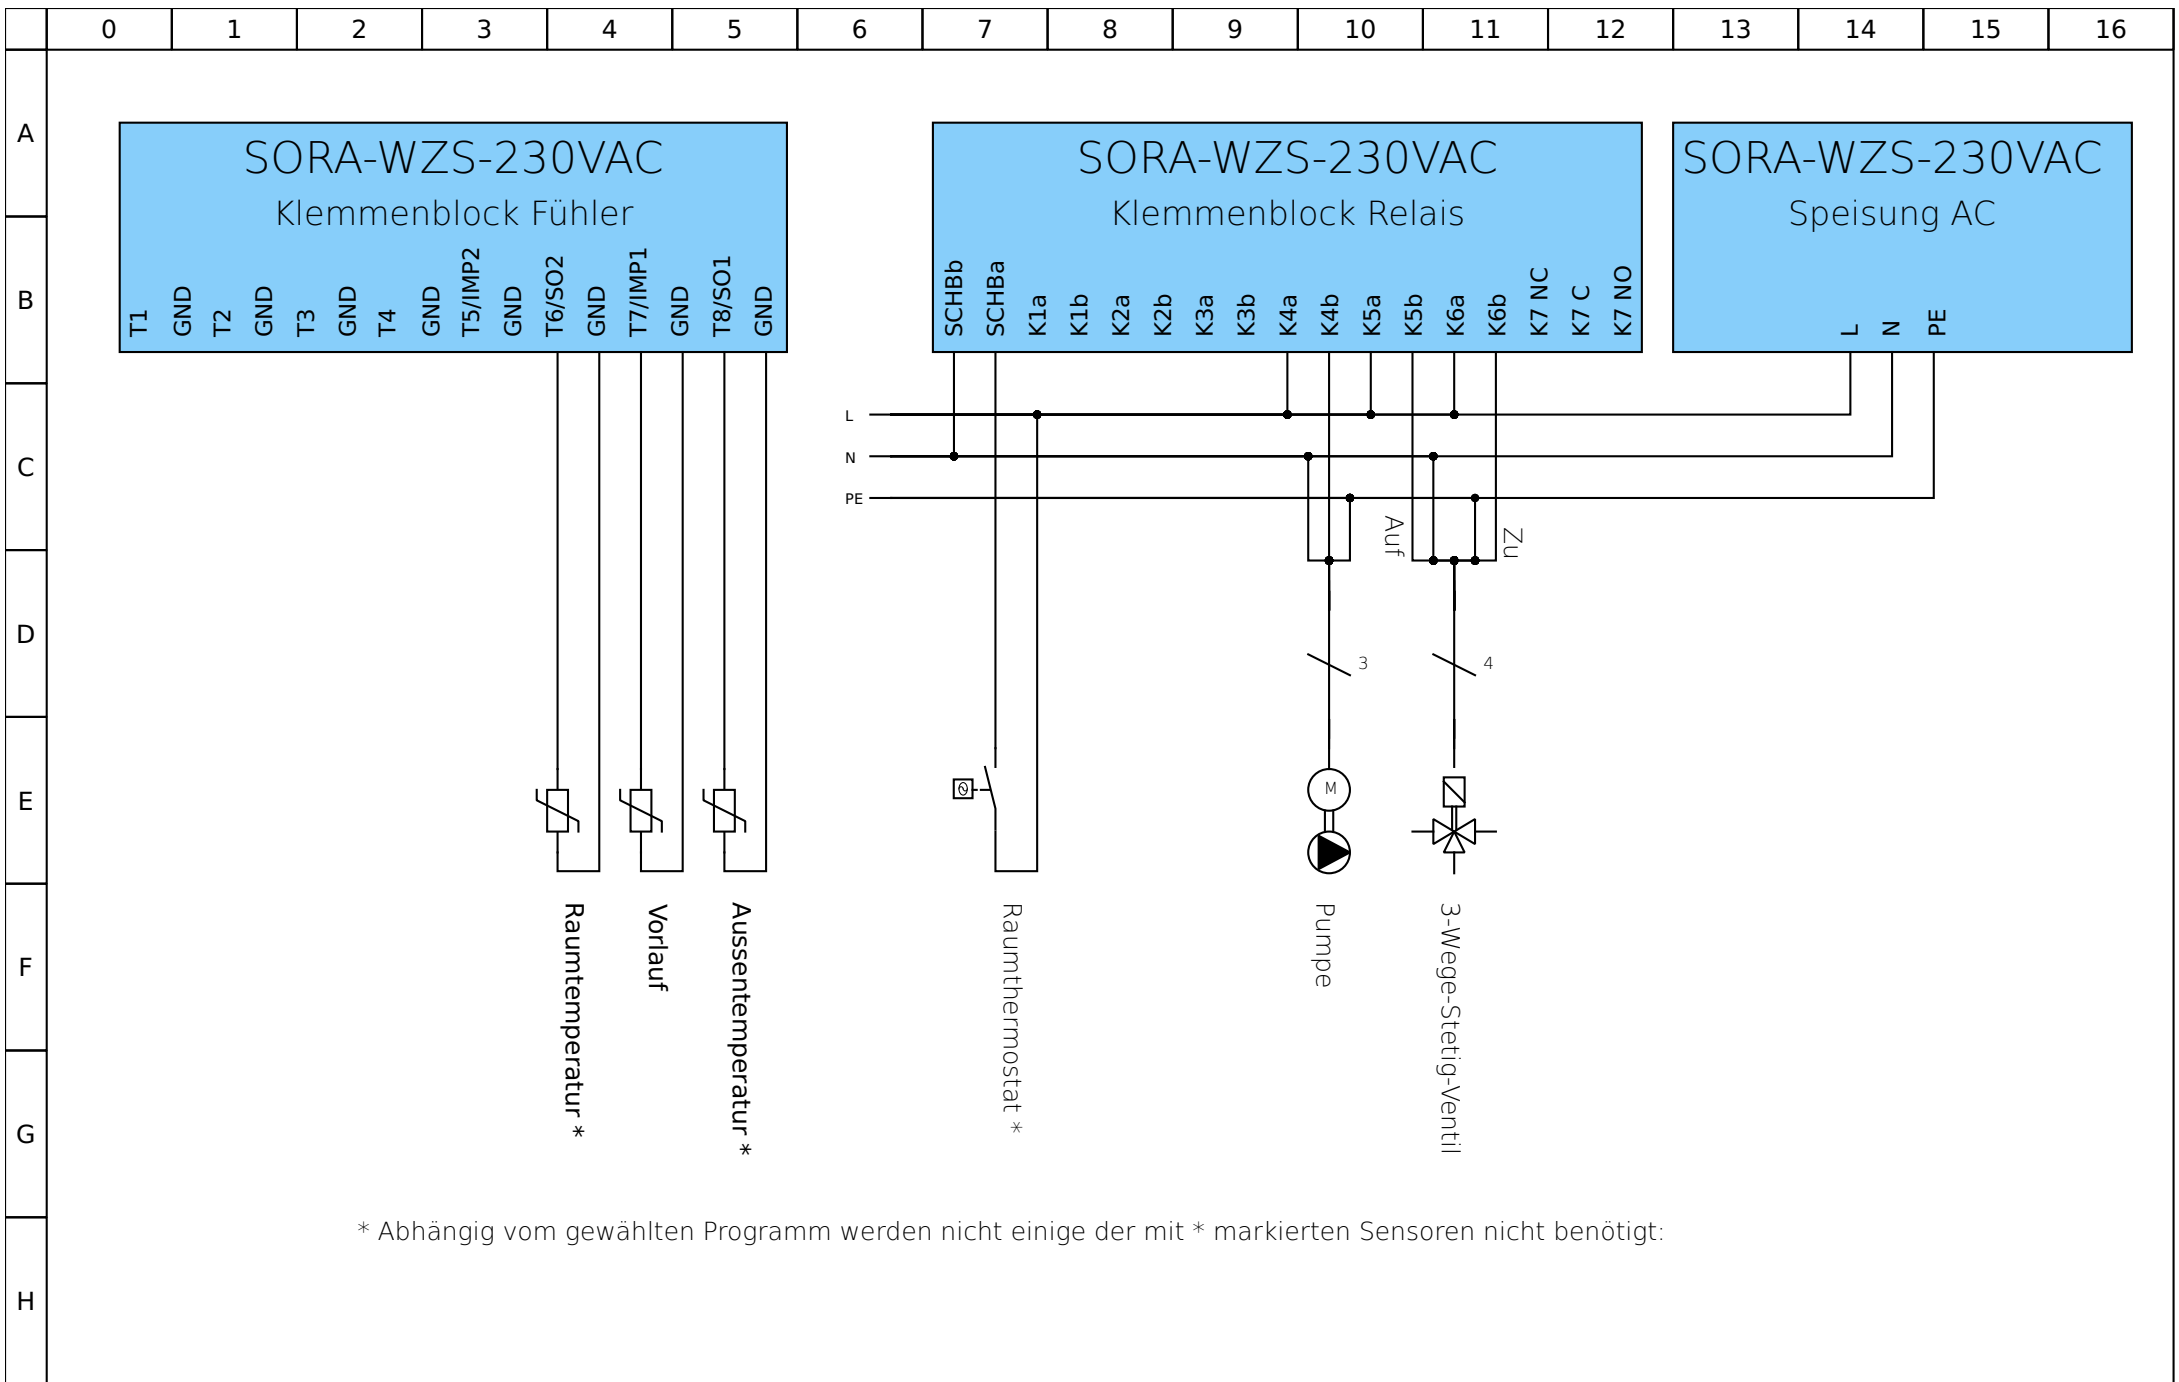 0 1 2 3 4 5 6 7 8 9 10 11 12 13 14 15 16
A
B
C
D
E
F
G
H
SORA-WZS-230VAC
Klemmenblock Fühler
T1 GND T2 GND T3 GND T4 GND T5/IMP2 GND T6/SO2 GND T7/IMP1 GND T8/SO1 GND
SORA-WZS-230VAC
Klemmenblock Relais
SCHBb SCHBa K1a K1b K2a K2b K3a K3b K4a K4b K5a K5b K6a K6b K7 NC K7 C K7 NO
SORA-WZS-230VAC
Speisung AC
L N PE
L
N
PE
Auf
Zu
3
4
M
Raumtemperatur *
Vorlauf
Aussentemperatur *
Raumthermostat *
Pumpe
3-Wege-Stetig-Ventil
* Abhängig vom gewählten Programm werden nicht einige der mit * markierten Sensoren nicht benötigt: